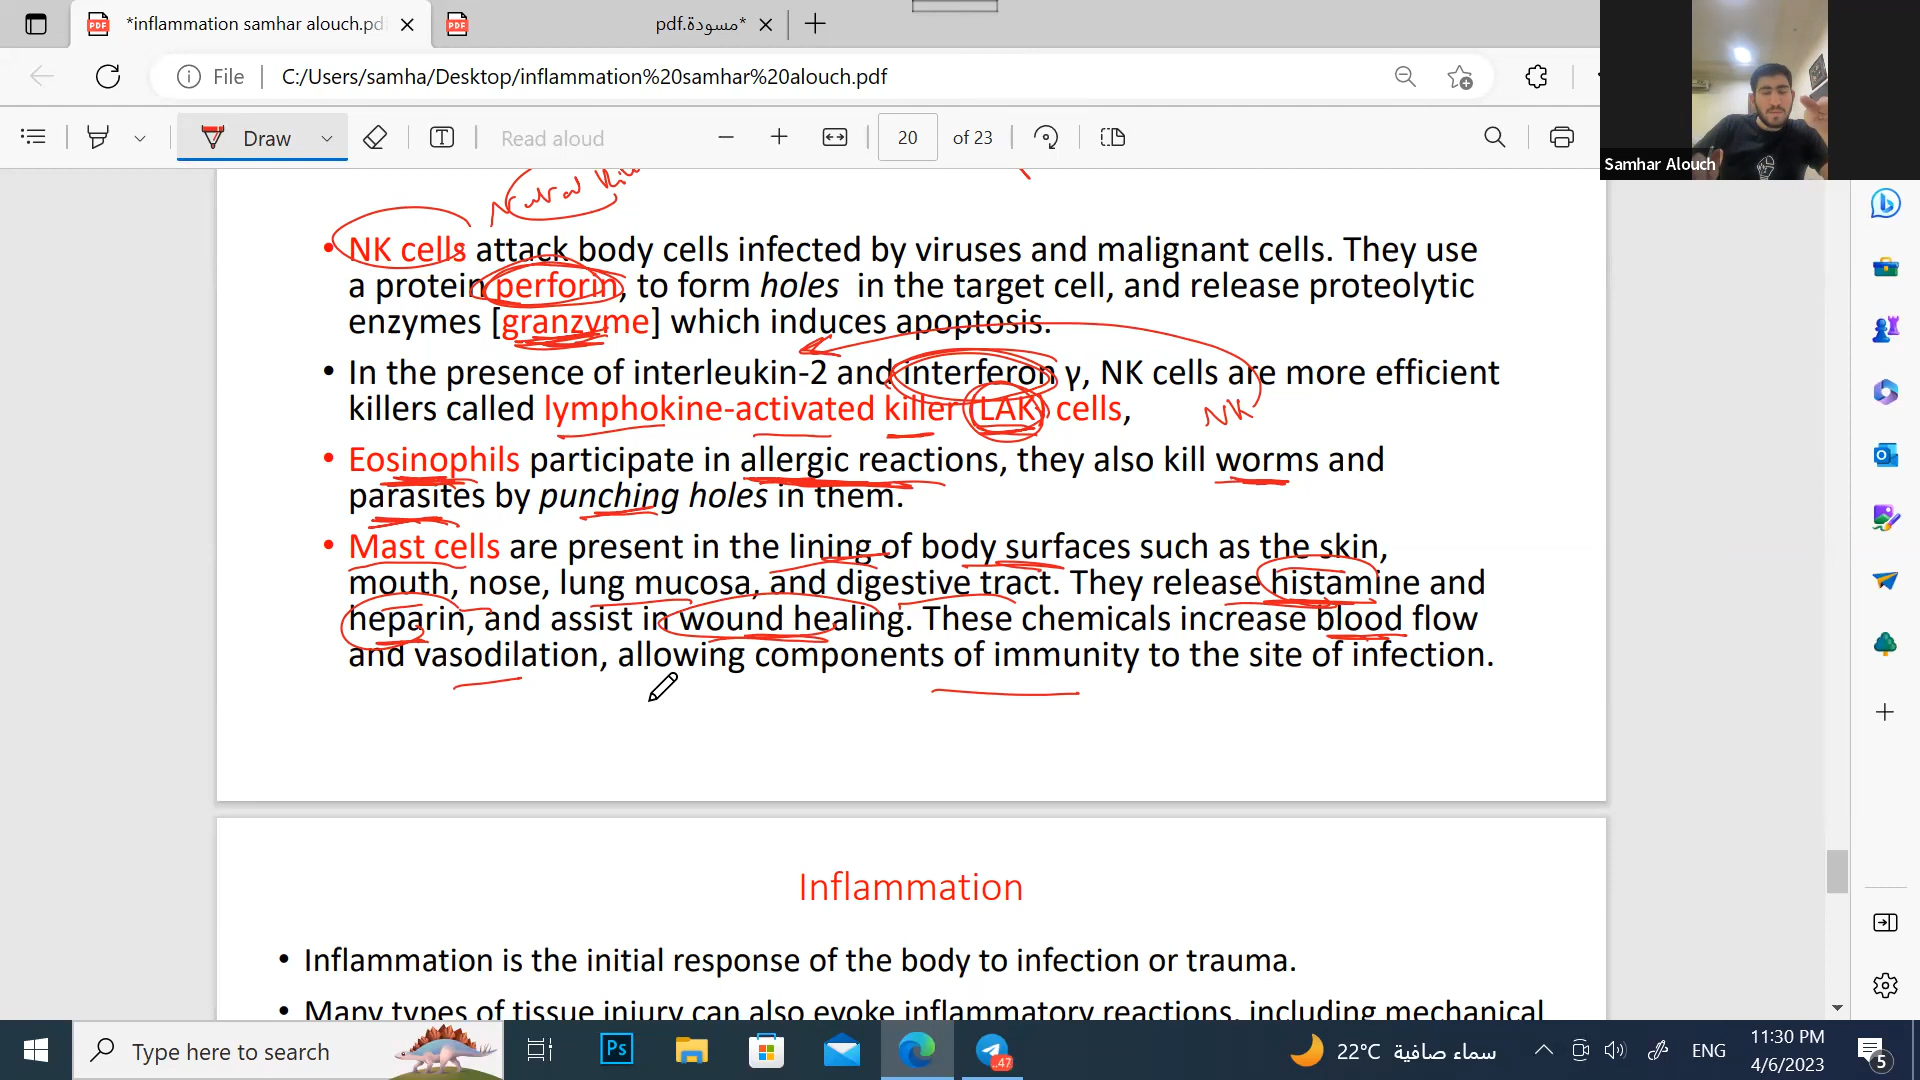 *inflammation samhar alouch.pd
*مسودة.pdf
File
C:/Users/samha/Desktop/inflammation%20samhar%20alouch.pdf
Draw
Read aloud
20
of 23
Samhar Alouch
• NK cells attack body cells infected by viruses and malignant cells. They use
a protein perforin, to form holes in the target cell, and release proteolytic
enzymes [granzyme] which induces apoptosis.
• In the presence of interleukin-2 and interferon γ, NK cells are more efficient
killers called lymphokine-activated killer (LAK) cells,
NK
• Eosinophils participate in allergic reactions, they also kill worms and
parasites by punching holes in them.
• Mast cells are present in the lining of body surfaces such as the skin,
mouth, nose, lung mucosa, and digestive tract. They release histamine and
heparin, and assist in wound healing. These chemicals increase blood flow
and vasodilation, allowing components of immunity to the site of infection.
Inflammation
• Inflammation is the initial response of the body to infection or trauma.
• Many types of tissue injury can also evoke inflammatory reactions, including mechanical
Type here to search
Ps
..47
22°C سماء صافية
ENG
11:30 PM
4/6/2023
5